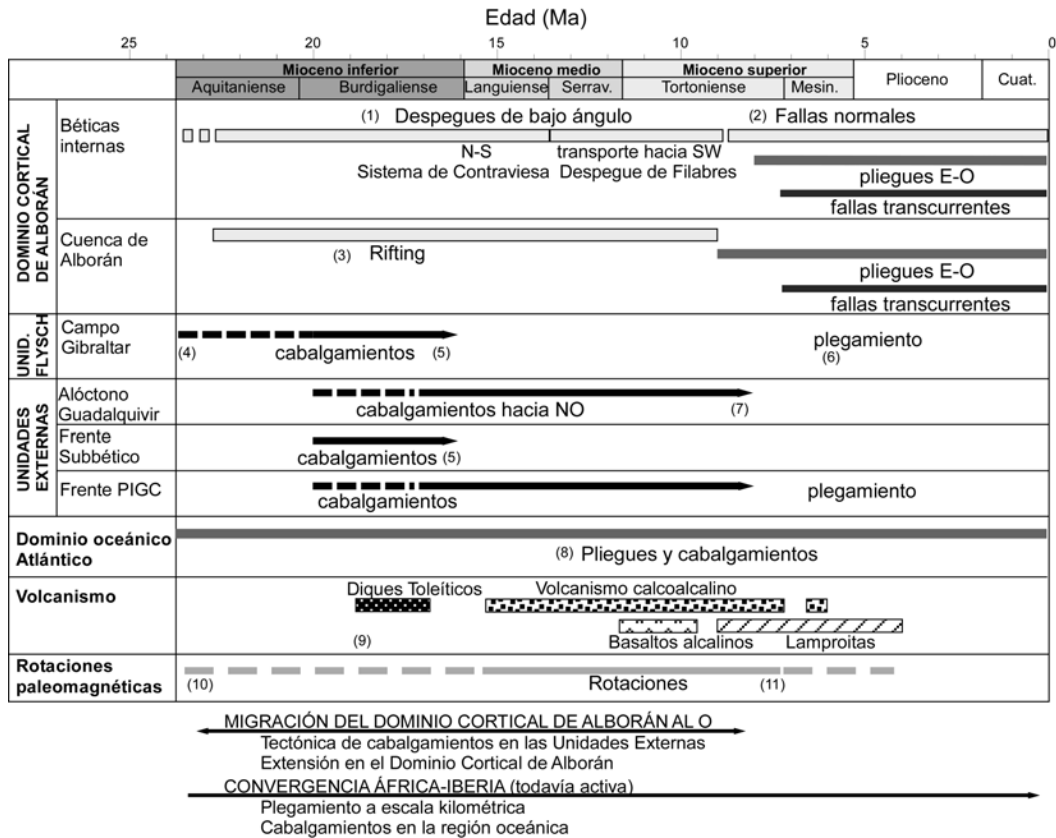 Edad (Ma)
25 20 15 10 5 0
Mioceno inferior Mioceno medio Mioceno superior Plioceno Cuat.
Aquitaniense Burdigaliense Languiense Serrav. Tortoniense Mesin.
DOMINIO CORTICAL
DE ALBORÁN
Béticas
internas
(1) Despegues de bajo ángulo (2) Fallas normales
N-S transporte hacia SW
Sistema de Contraviesa Despegue de Filabres
pliegues E-O
fallas transcurrentes
Cuenca de
Alborán
(3) Rifting
pliegues E-O
fallas transcurrentes
UNID.
FLYSCH
Campo
Gibraltar
(4) cabalgamientos (5)
plegamiento
(6)
UNIDADES
EXTERNAS
Alóctono
Guadalquivir
cabalgamientos hacia NO (7)
Frente
Subbético
cabalgamientos (5)
Frente PIGC
cabalgamientos
plegamiento
Dominio oceánico
Atlántico
(8) Pliegues y cabalgamientos
Volcanismo
Diques Toleíticos Volcanismo calcoalcalino
(9) Basaltos alcalinos Lamproitas
Rotaciones
paleomagnéticas
(10) Rotaciones (11)
MIGRACIÓN DEL DOMINIO CORTICAL DE ALBORÁN AL O
Tectónica de cabalgamientos en las Unidades Externas
Extensión en el Dominio Cortical de Alborán
CONVERGENCIA ÁFRICA-IBERIA (todavía activa)
Plegamiento a escala kilométrica
Cabalgamientos en la región oceánica